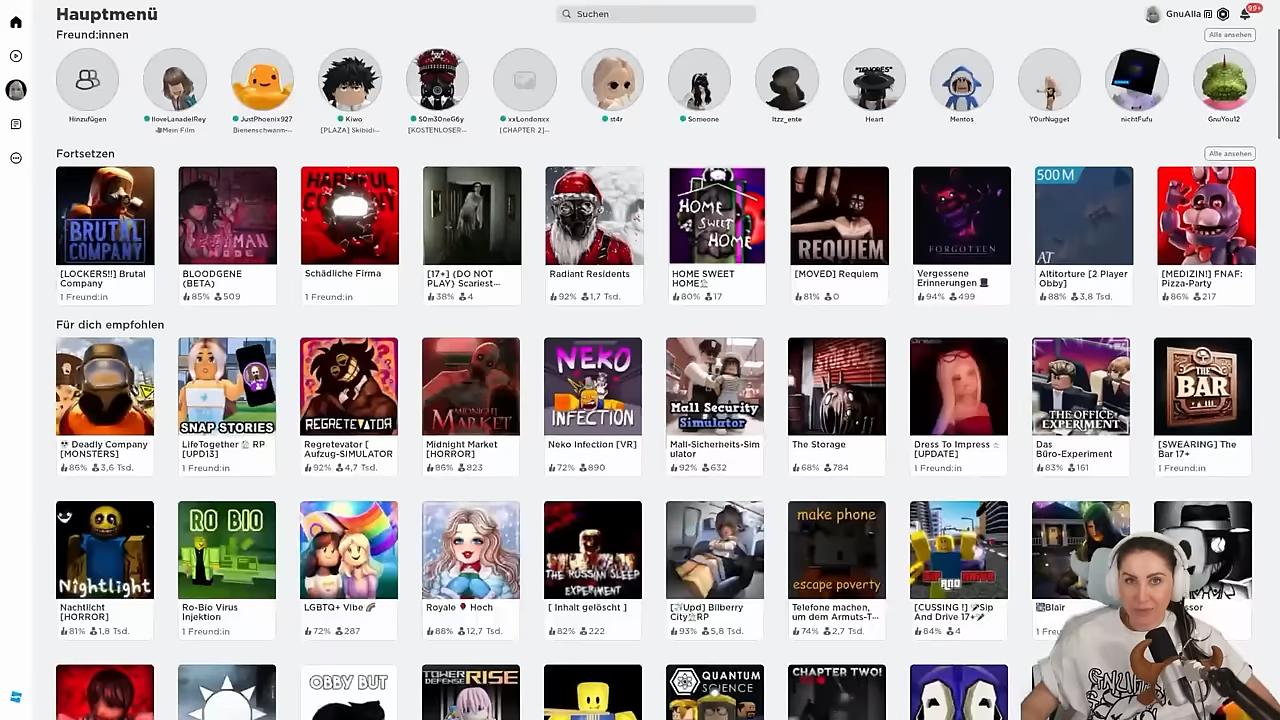 Hauptmenü
Suchen
GnuAlla
99+
Freund:innen
Alle ansehen
"TENORES"
Hinzufügen
IloveLanadelRey
JustPhoenix927
Kiwo
S0m30neG6y
xxLondonxx
st4r
Someone
Itzz_ente
Heart
Mentos
Y0urNugget
nichtFufu
GnuYou12
🎥Mein Film
Bienenschwarm-...
[PLAZA] Skibidi-...
[KOSTENLOSER...
[CHAPTER 2]...
Fortsetzen
Alle ansehen
BRUTAL
COMPANY
HOME
SWEET
HOME
REQUIEM
FORGOTTEN
500 M
AT
[LOCKERS!!] Brutal
Company
1 Freund:in
BLOODGENE
(BETA)
85% 509
Schädliche Firma
1 Freund:in
[17+] (DO NOT
PLAY) Scariest...
38% 4
Radiant Residents
92% 1,7 Tsd.
HOME SWEET
HOME🏠
80% 17
[MOVED] Requiem
81% 0
Vergessene
Erinnerungen 🎩
94% 499
Altitorture [2 Player
Obby]
88% 3,8 Tsd.
[MEDIZIN!] FNAF:
Pizza-Party
86% 217
Für dich empfohlen
SNAP STORIES
REGRETEVATOR
MIDNIGHT
MARKET
NEKO
INFECTION
Mall Security
Simulator
THE OFFICE
EXPERIMENT
THE
BAR
💀 Deadly Company
[MONSTERS]
86% 3,6 Tsd.
LifeTogether 🏠 RP
[UPD13]
1 Freund:in
Regretevator [
Aufzug-SIMULATOR
92% 4,7 Tsd.
Midnight Market
[HORROR]
86% 823
Neko Infection [VR]
72% 890
Mall-Sicherheits-Sim
ulator
92% 632
The Storage
68% 784
Dress To Impress
[UPDATE]
1 Freund:in
Das
Büro-Experiment
83% 161
[SWEARING] The
Bar 17+
1 Freund:in
Nightlight
RO BIO
THE RUSSIAN SLEEP
EXPERIMENT
make phone
escape poverty
Nachtlicht
[HORROR]
81% 1,8 Tsd.
Ro-Bio Virus
Injektion
1 Freund:in
LGBTQ+ Vibe 🌈
72% 287
Royale 🌹 Hoch
88% 12,7 Tsd.
[ Inhalt gelöscht ]
82% 222
Upd] Bilberry
City RP
93% 5,8 Tsd.
Telefone machen,
um dem Armuts-T...
74% 2,7 Tsd.
[CUSSING !] Sip
And Drive 17+
84% 4
Blair
OBBY BUT
TOWER
DEFENSE RISE
QUANTUM
SCIENCE
CHAPTER TWO!